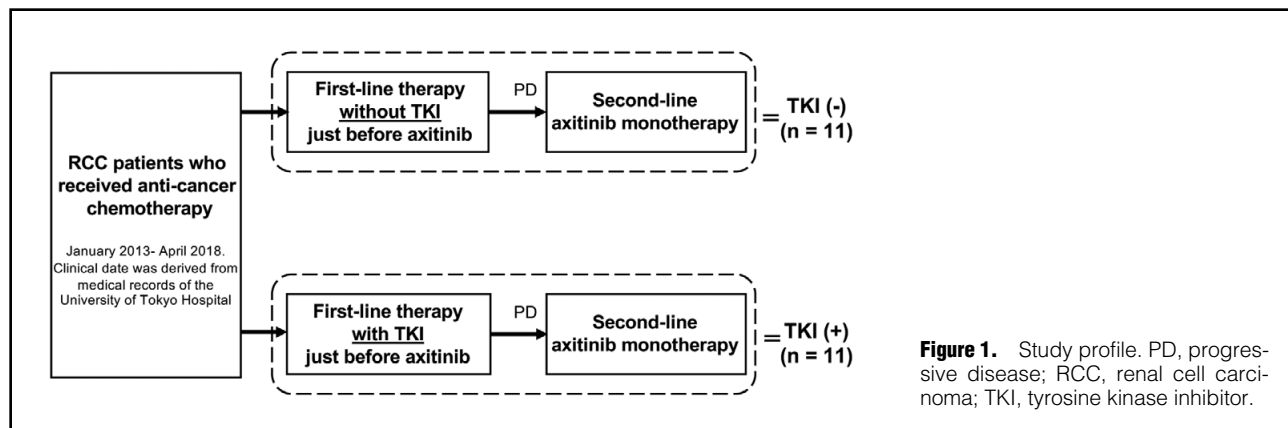 RCC patients who
received anti-cancer
chemotherapy
January 2013- April 2018.
Clinical date was derived from
medical records of the
University of Tokyo Hospital
First-line therapy
without TKI
just before axitinib
PD
Second-line
axitinib monotherapy
= TKI (-)
(n = 11)
First-line therapy
with TKI
just before axitinib
PD
Second-line
axitinib monotherapy
= TKI (+)
(n = 11)
Figure 1. Study profile. PD, progres-
sive disease; RCC, renal cell carci-
noma; TKI, tyrosine kinase inhibitor.